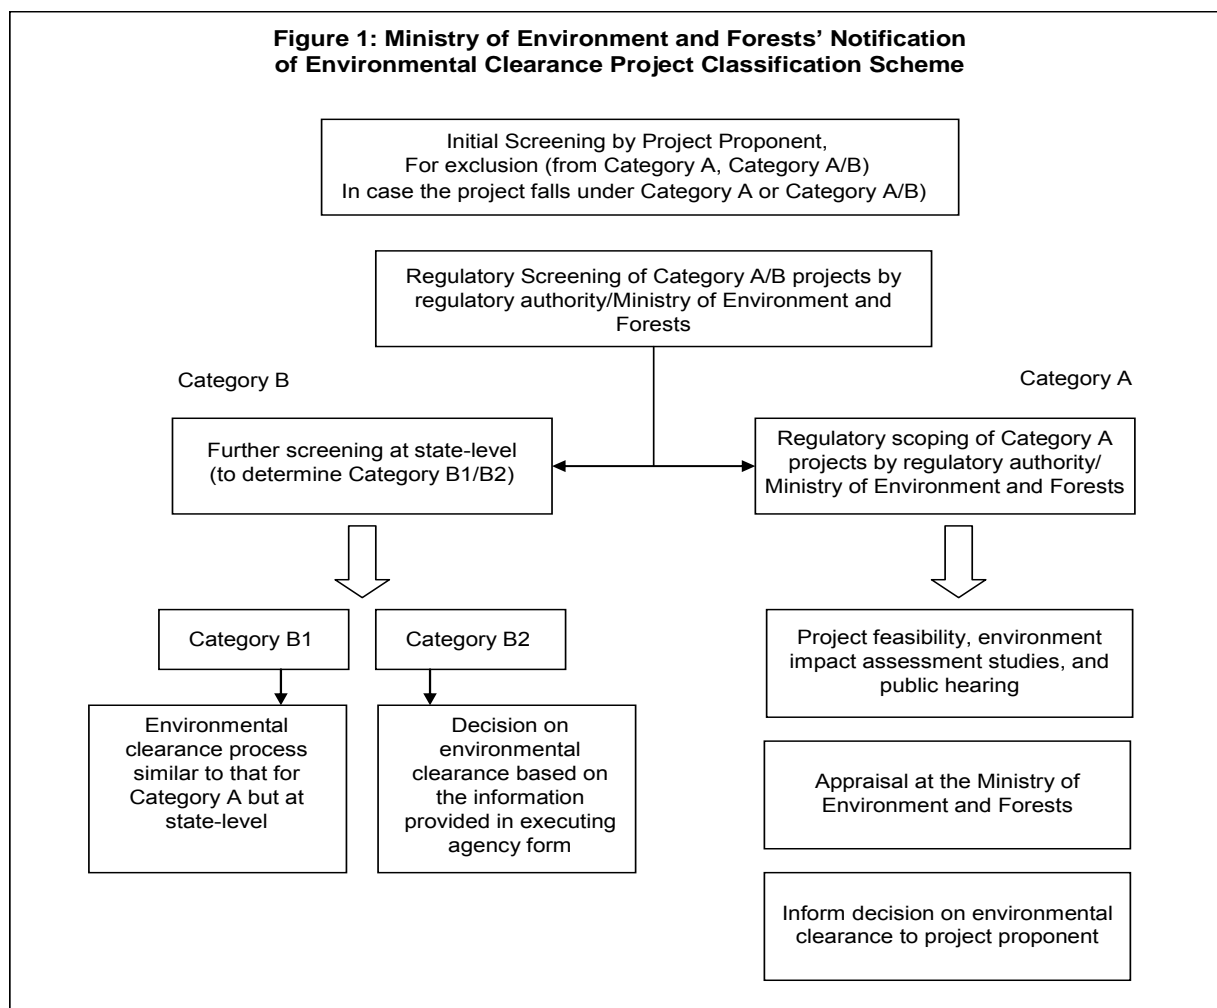 Figure 1: Ministry of Environment and Forests’ Notification
of Environmental Clearance Project Classification Scheme
Initial Screening by Project Proponent,
For exclusion (from Category A, Category A/B)
In case the project falls under Category A or Category A/B)
Regulatory Screening of Category A/B projects by
regulatory authority/Ministry of Environment and
Forests
Category B
Category A
Further screening at state-level
(to determine Category B1/B2)
Regulatory scoping of Category A
projects by regulatory authority/
Ministry of Environment and Forests
Category B1
Category B2
Environmental
clearance process
similar to that for
Category A but at
state-level
Decision on
environmental
clearance based on
the information
provided in executing
agency form
Project feasibility, environment
impact assessment studies, and
public hearing
Appraisal at the Ministry of
Environment and Forests
Inform decision on environmental
clearance to project proponent